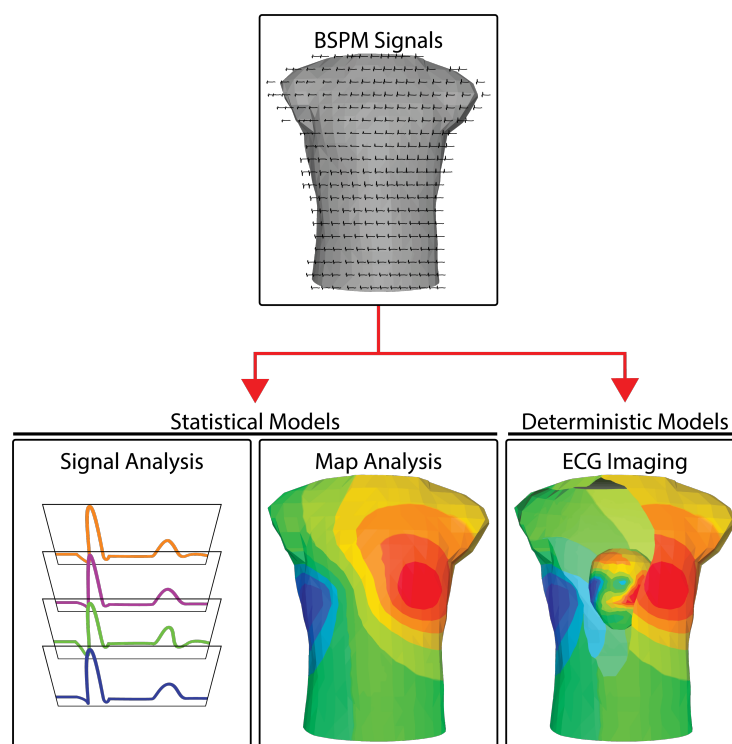 BSPM Signals
Statistical Models
Deterministic Models
Signal Analysis
Map Analysis
ECG Imaging